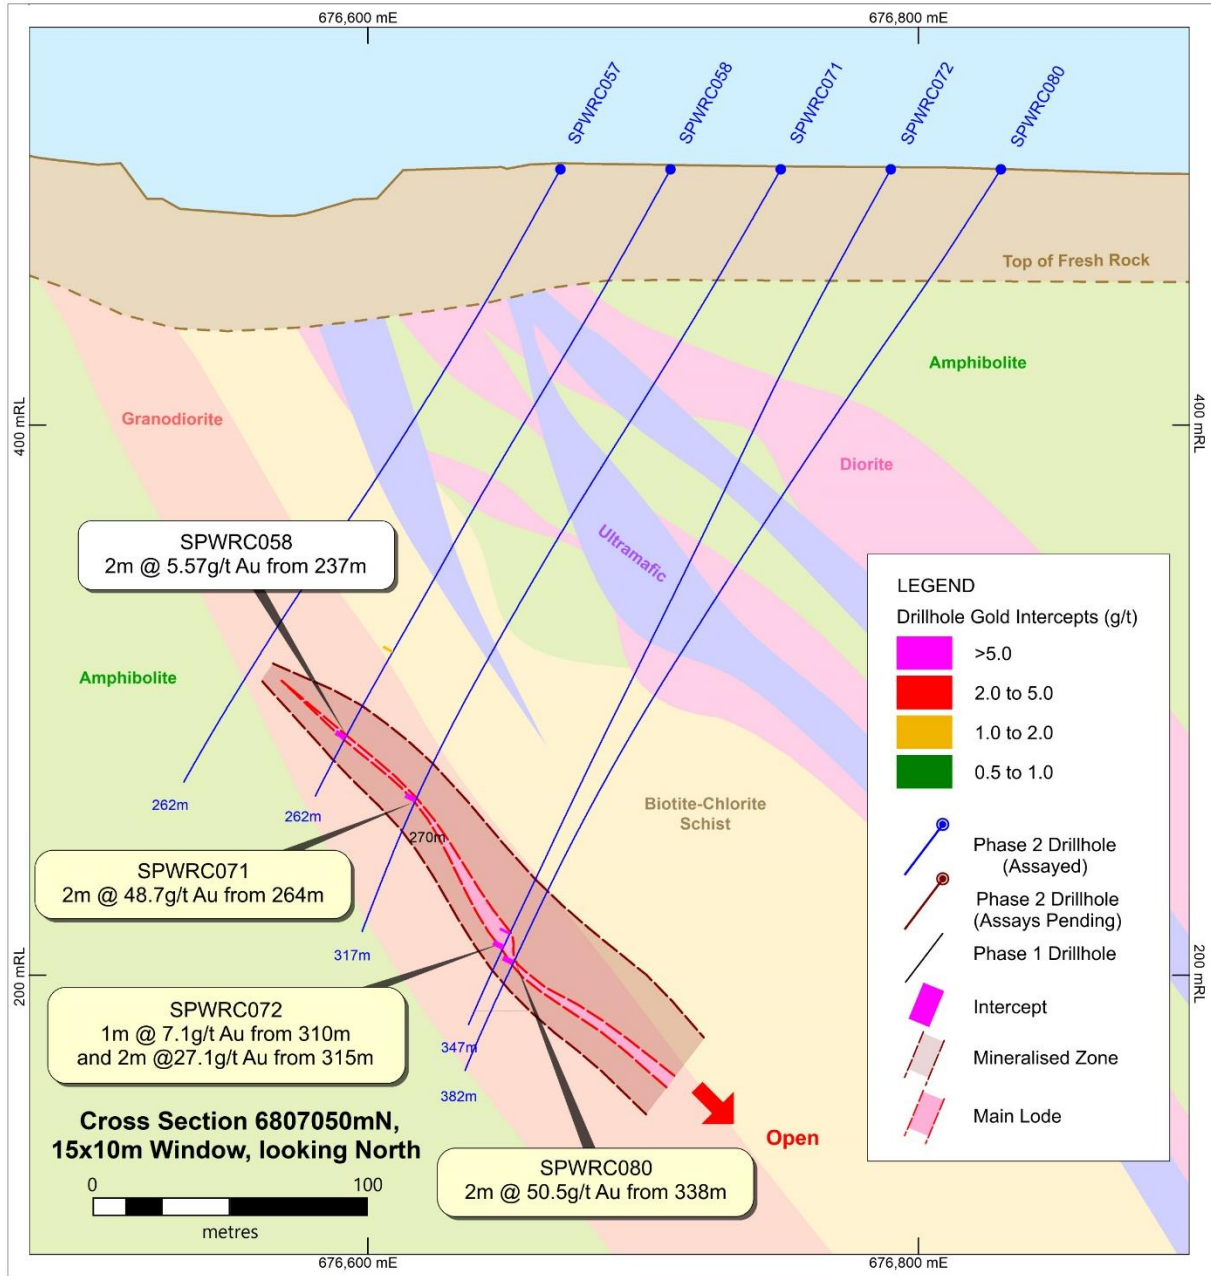 676,600 mE
676,800 mE
SPWRC057
SPWRC058
SPWRC071
SPWRC072
SPWRC080
Top of Fresh Rock
Amphibolite
Granodiorite
400 mRL
400 mRL
Diorite
Ultramafic
SPWRC058
2m @ 5.57g/t Au from 237m
Amphibolite
262m
262m
Biotite-Chlorite
Schist
270m
SPWRC071
2m @ 48.7g/t Au from 264m
317m
200 mRL
200 mRL
SPWRC072
1m @ 7.1g/t Au from 310m
and 2m @27.1g/t Au from 315m
347m
382m
Cross Section 6807050mN,
15x10m Window, looking North
0
100
metres
Open
SPWRC080
2m @ 50.5g/t Au from 338m
LEGEND
Drillhole Gold Intercepts (g/t)
>5.0
2.0 to 5.0
1.0 to 2.0
0.5 to 1.0
Phase 2 Drillhole
(Assayed)
Phase 2 Drillhole
(Assays Pending)
Phase 1 Drillhole
Intercept
Mineralised Zone
Main Lode
676,600 mE
676,800 mE